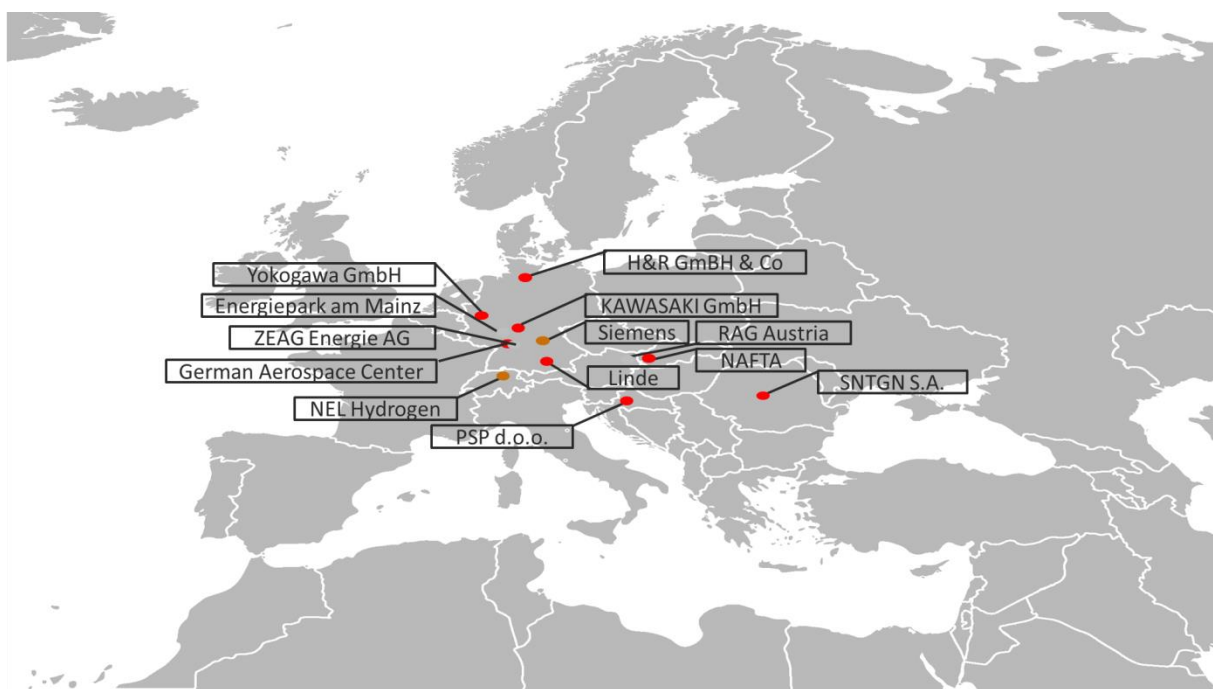 H&R GmBH & Co
Yokogawa GmbH
Energiepark am Mainz
KAWASAKI GmbH
ZEAG Energie AG
Siemens
RAG Austria
German Aerospace Center
NAFTA
Linde
SNTGN S.A.
NEL Hydrogen
PSP d.o.o.